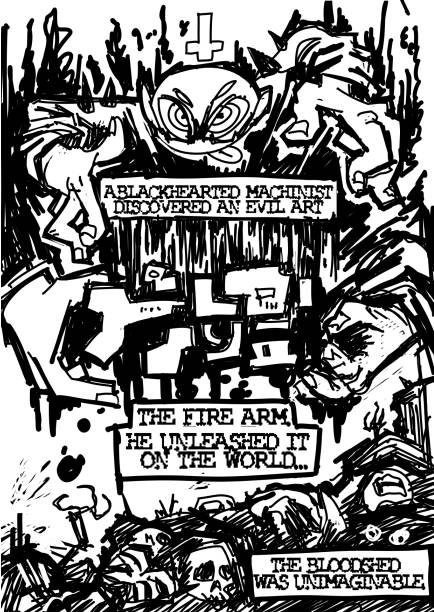 A BLACKHEARTED MACHINIST
DISCOVERED AN EVIL ART
THE FIRE ARM.
HE UNLEASHED IT
ON THE WORLD...
THE BLOODSHED
WAS UNIMAGINABLE.